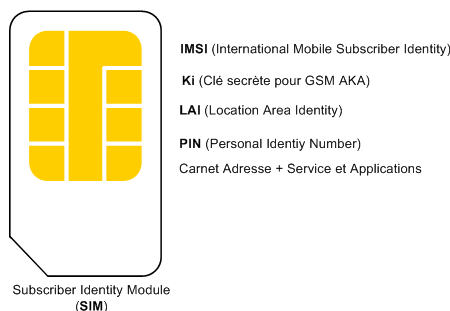 IMSI (International Mobile Subscriber Identity)
Ki (Clé secrète pour GSM AKA)
LAI (Location Area Identity)
PIN (Personal Identiy Number)
Carnet Adresse + Service et Applications
Subscriber Identity Module
(SIM)